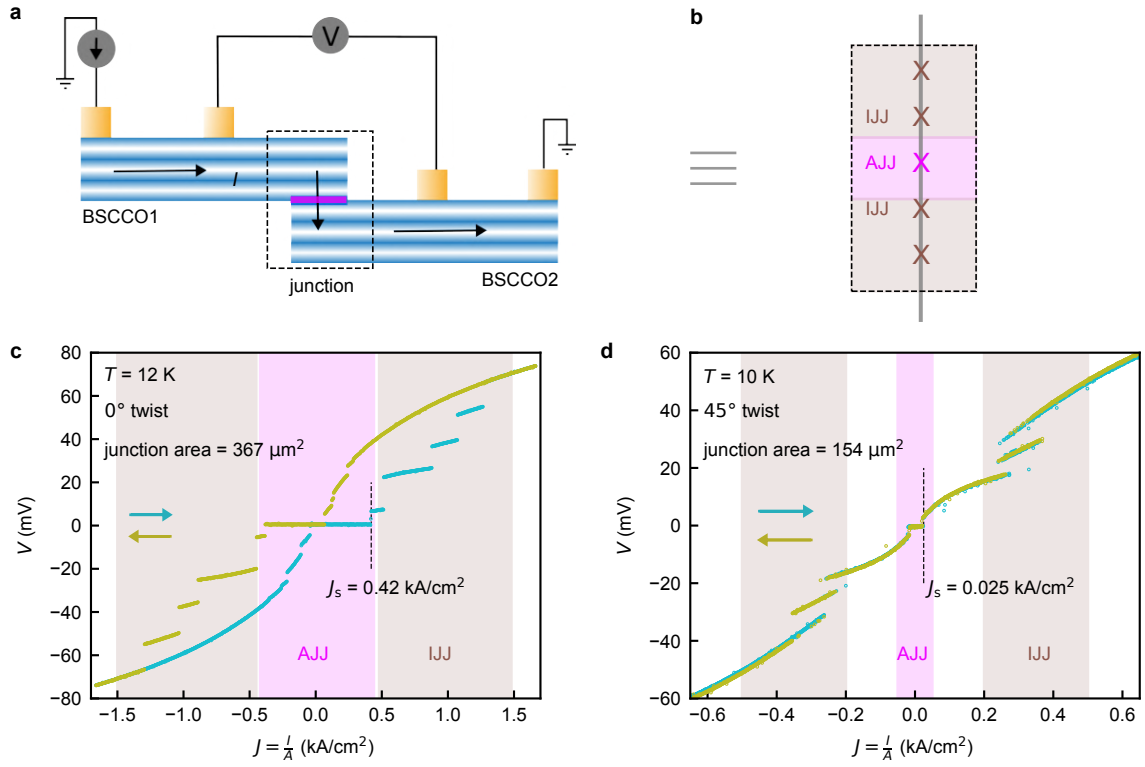 a
V
I
BSCCO1
BSCCO2
junction
b
X
X
IJJ
X
AJJ
X
IJJ
X
c
80
60
40
20
0
−20
−40
−60
−80
V (mV)
T = 12 K
0° twist
junction area = 367 μm²
Jₛ = 0.42 kA/cm²
AJJ
IJJ
−1.5
−1.0
−0.5
0.0
0.5
1.0
1.5
J = I/A (kA/cm²)
d
60
40
20
0
−20
−40
−60
V (mV)
T = 10 K
45° twist
junction area = 154 μm²
Jₛ = 0.025 kA/cm²
AJJ
IJJ
−0.6
−0.4
−0.2
0.0
0.2
0.4
0.6
J = I/A (kA/cm²)